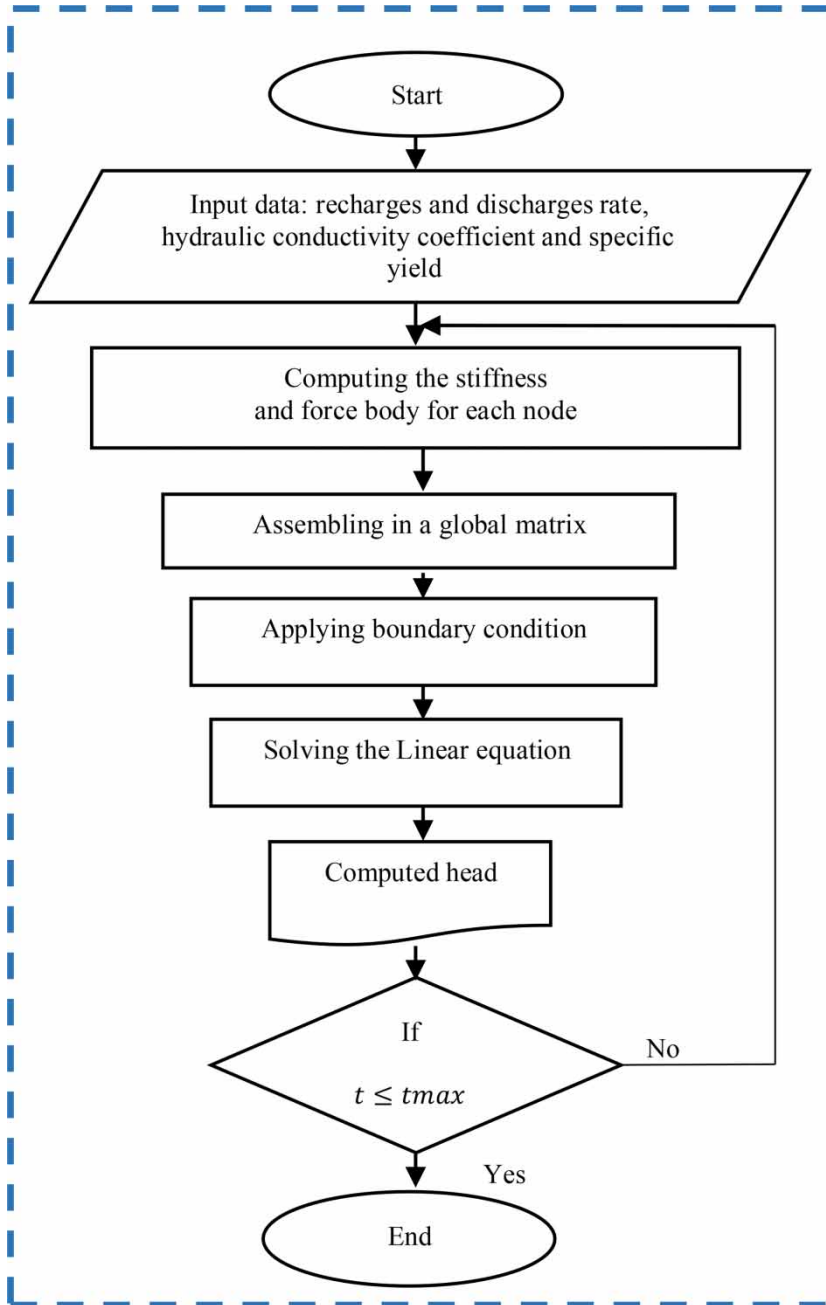 Start
Input data: recharges and discharges rate,
hydraulic conductivity coefficient and specific
yield
Computing the stiffness
and force body for each node
Assembling in a global matrix
Applying boundary condition
Solving the Linear equation
Computed head
If
No
t ≤ tmax
Yes
End